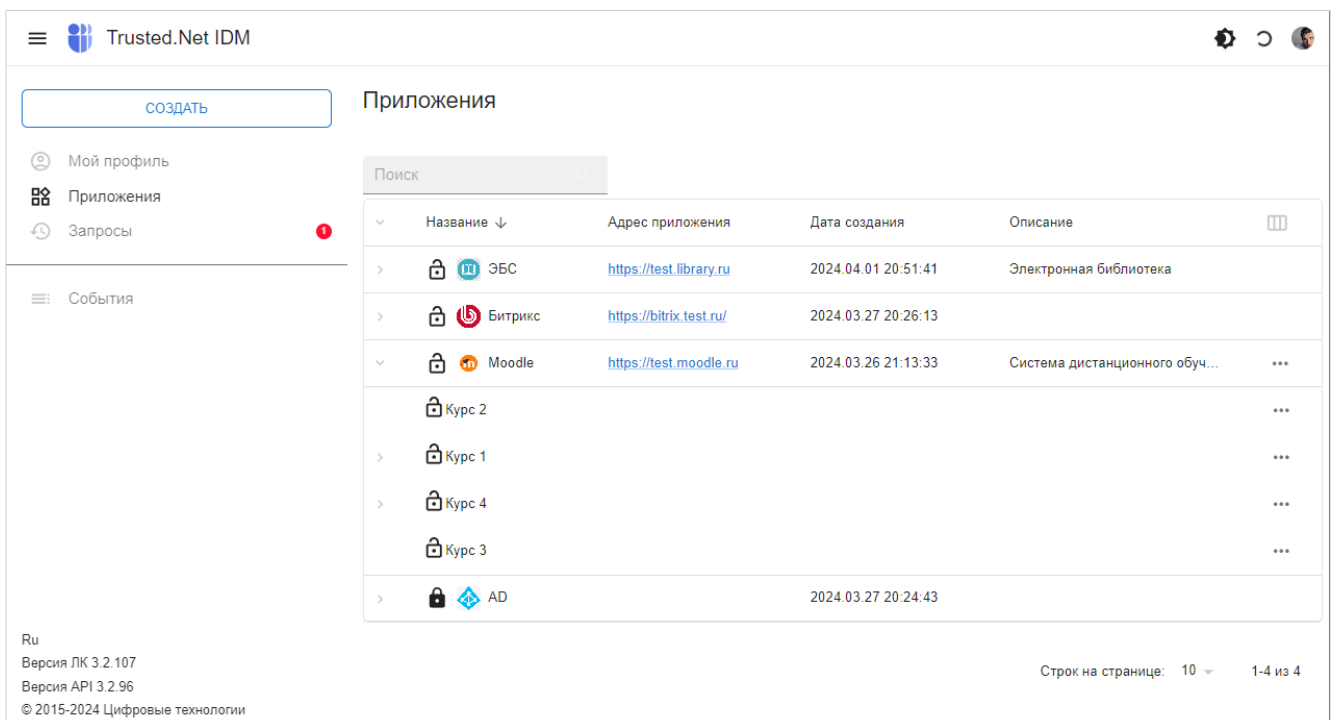 Trusted.Net IDM
СОЗДАТЬ
Мой профиль
Приложения
Запросы 1
События
Приложения
Поиск
Название Адрес приложения Дата создания Описание
ЭБС https://test.library.ru 2024.04.01 20:51:41 Электронная библиотека
Битрикс https://bitrix.test.ru/ 2024.03.27 20:26:13
Moodle https://test.moodle.ru 2024.03.26 21:13:33 Система дистанционного обуч...
Курс 2
Курс 1
Курс 4
Курс 3
AD 2024.03.27 20:24:43
Строк на странице: 10 1-4 из 4
Ru
Версия ЛК 3.2.107
Версия API 3.2.96
© 2015-2024 Цифровые технологии